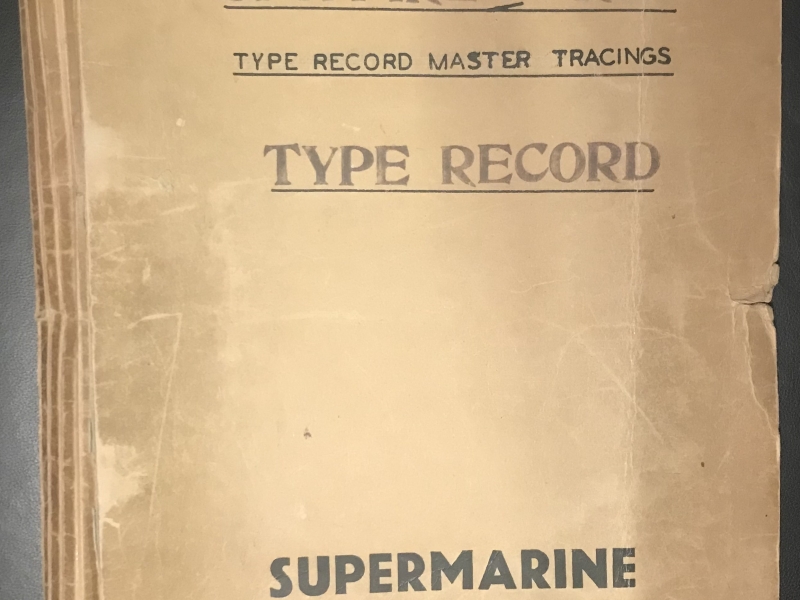 TYPE RECORD MASTER TRACINGS
TYPE RECORD
SUPERMARINE